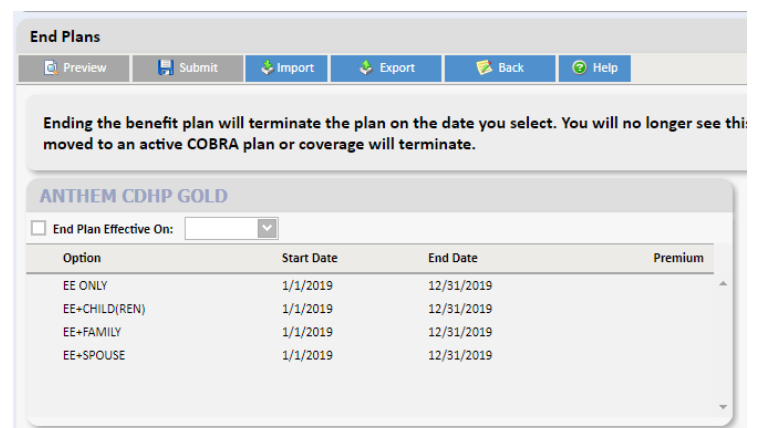 End Plans
Preview Submit Import Export Back Help
Ending the benefit plan will terminate the plan on the date you select. You will no longer see
moved to an active COBRA plan or coverage will terminate.
ANTHEM CDHP GOLD
End Plan Effective On:
Option Start Date End Date Premium
EE ONLY 1/1/2019 12/31/2019
EE+CHILD(REN) 1/1/2019 12/31/2019
EE+FAMILY 1/1/2019 12/31/2019
EE+SPOUSE 1/1/2019 12/31/2019